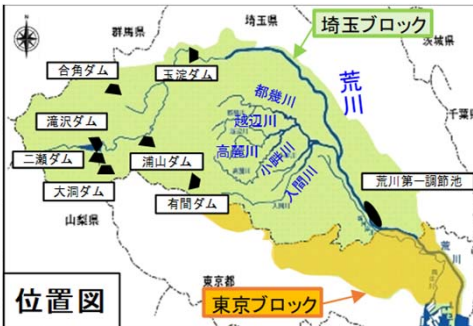 群馬県
埼玉県
埼玉ブロック
茨城県
合角ダム
玉淀ダム
荒川
千葉県
都幾川
滝沢ダム
越辺川
高麗川
小畔川
二瀬ダム
浦山ダム
入間川
荒川第一調節池
大洞ダム
有間ダム
山梨県
入間川
荒川
東京都
位置図
東京ブロック